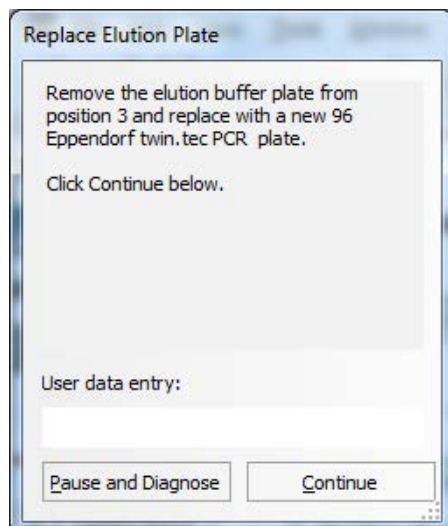 Replace Elution Plate
Remove the elution buffer plate from
position 3 and replace with a new 96
Eppendorf twin.tec PCR plate.
Click Continue below.
User data entry:
Pause and Diagnose
Continue